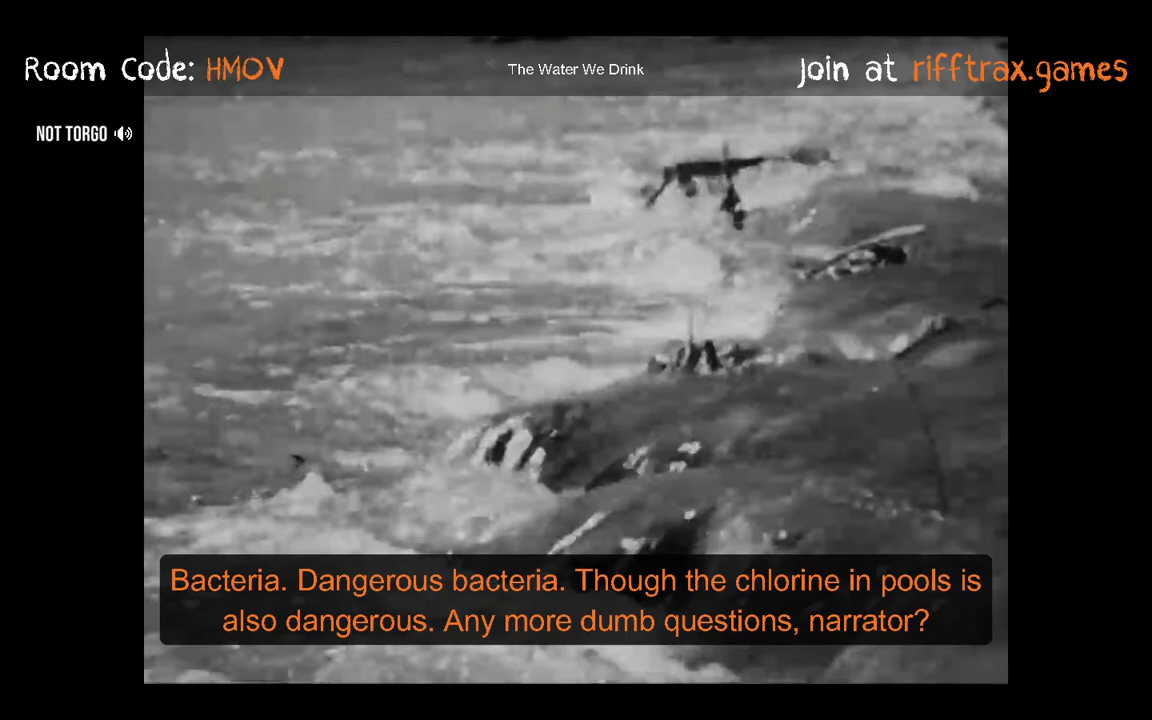 Room Code: HMOV
The Water We Drink
Join at rifftrax.games
NOT TORGO
Bacteria. Dangerous bacteria. Though the chlorine in pools is
also dangerous. Any more dumb questions, narrator?